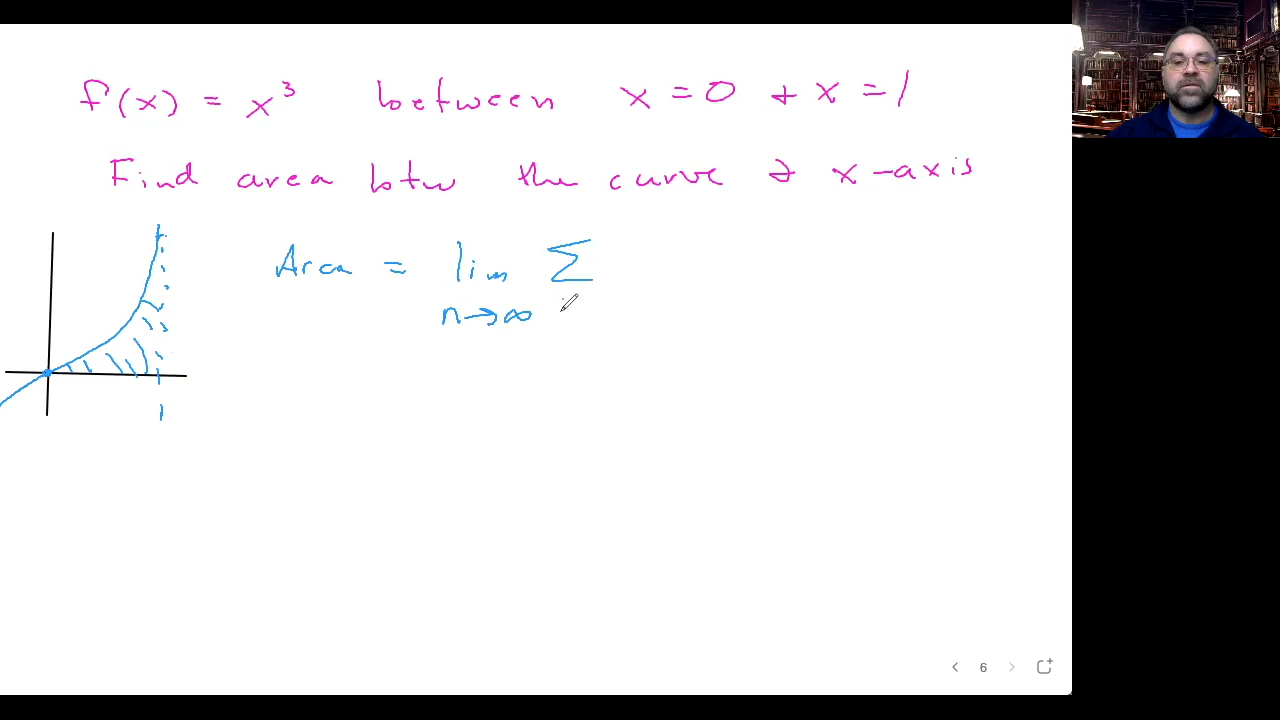 f(x) = x³ between x = 0 + x = 1
Find area btw the curve & x-axis
Area = lim Σ
n→∞ i
1
6